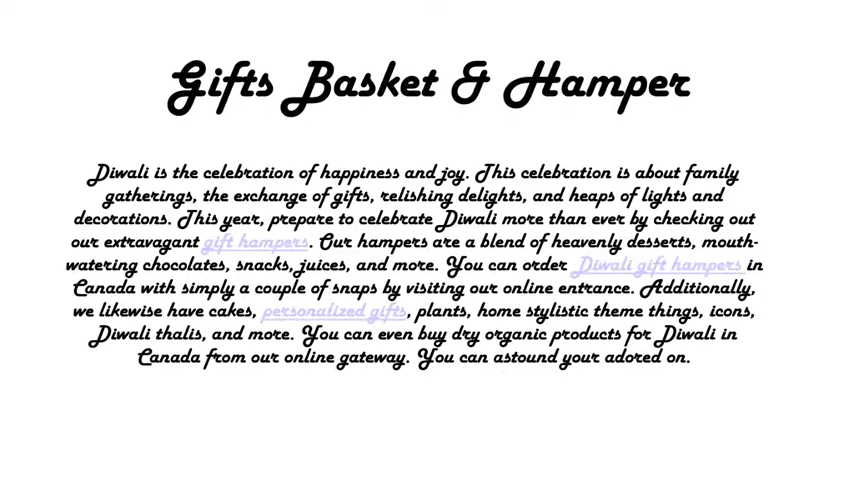 Gifts Basket & Hamper
Diwali is the celebration of happiness and joy. This celebration is about family
gatherings, the exchange of gifts, relishing delights, and heaps of lights and
decorations. This year, prepare to celebrate Diwali more than ever by checking out
our extravagant gift hampers. Our hampers are a blend of heavenly desserts, mouth-
watering chocolates, snacks, juices, and more. You can order Diwali gift hampers in
Canada with simply a couple of snaps by visiting our online entrance. Additionally,
we likewise have cakes, personalized gifts, plants, home stylistic theme things, icons,
Diwali thalis, and more. You can even buy dry organic products for Diwali in
Canada from our online gateway. You can astound your adored on.